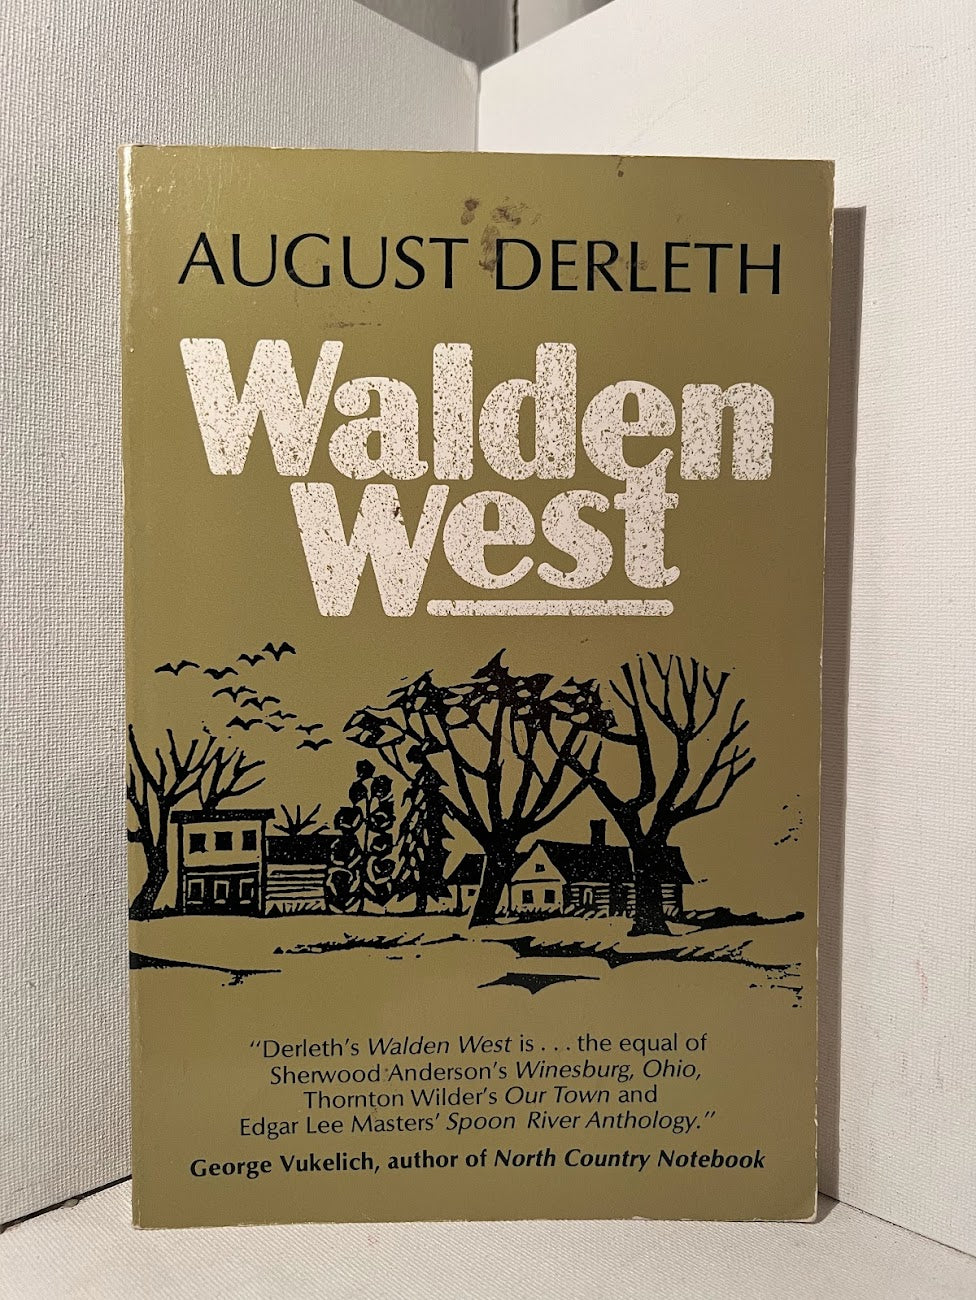 AUGUST DERLETH
Walden
West
“Derleth’s Walden West is . . . the equal of
Sherwood Anderson’s Winesburg, Ohio,
Thornton Wilder’s Our Town and
Edgar Lee Masters’ Spoon River Anthology.”
George Vukelich, author of North Country Notebook